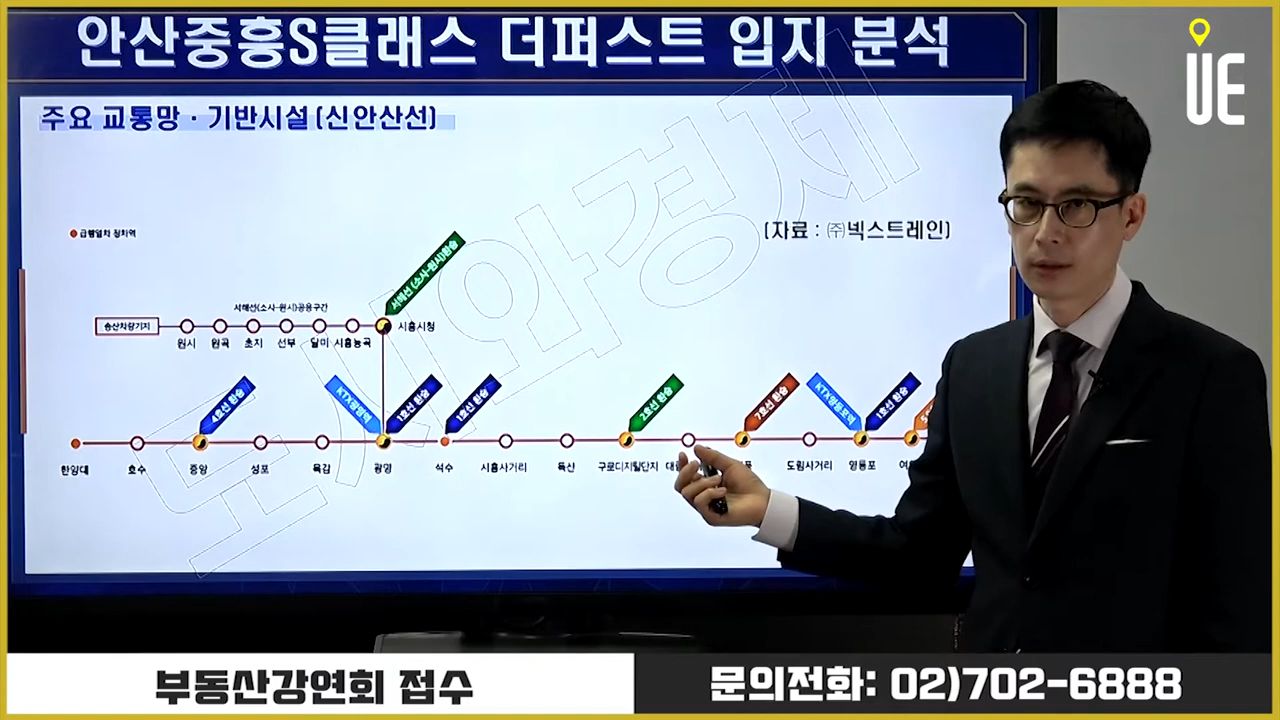 안산중흥S클래스 더퍼스트 입지 분석
UE
주요 교통망 · 기반시설 (신안산선)
(자료 : ㈜넥스트레인)
급행열차 정차역
서해선 (소사-원시)환승
서해선(소사-원시)공용구간
송산차량기지
시흥시청
원시 원곡 초지 선부 달미 시흥능곡
4호선 환승 KTX광명역 1호선 환승 1호선 환승 2호선 환승 7호선 환승 KTX영등포역 1호선 환승
한양대 호수 중앙 성포 목감 광명 석수 시흥사거리 독산 구로디지털단지 도림사거리 영등포
도시와경제
부동산강연회 접수
문의전화: 02)702-6888